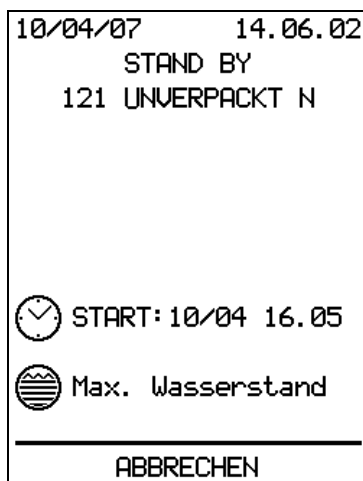 10/04/07 14.06.02
STAND BY
121 UNVERPACKT N
START: 10/04 16.05
Max. Wasserstand
ABBRECHEN